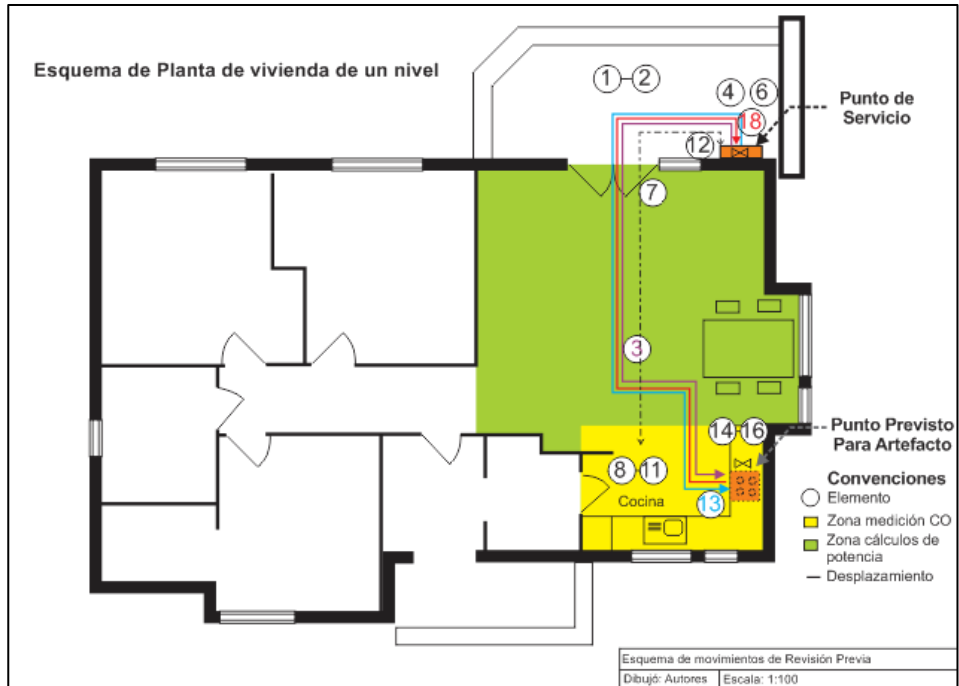 Esquema de Planta de vivienda de un nivel
1 2
4 6
18
Punto de
Servicio
12
7
3
14 16
Punto Previsto
Para Artefacto
8 11
Cocina
13
Convenciones
Elemento
Zona medición CO
Zona cálculos de
potencia
Desplazamiento
Esquema de movimientos de Revisión Previa
Dibujó: Autores Escala: 1:100